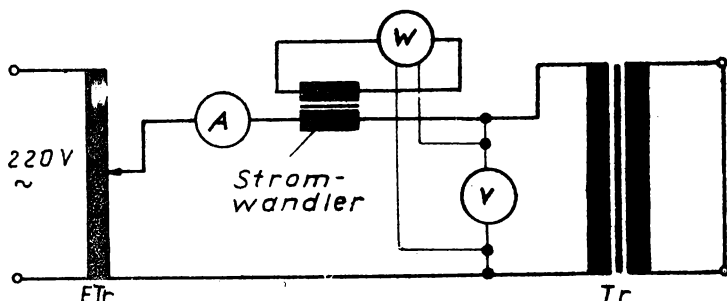 W
A
220V
~
Strom-
wandler
V
ETr
Tr